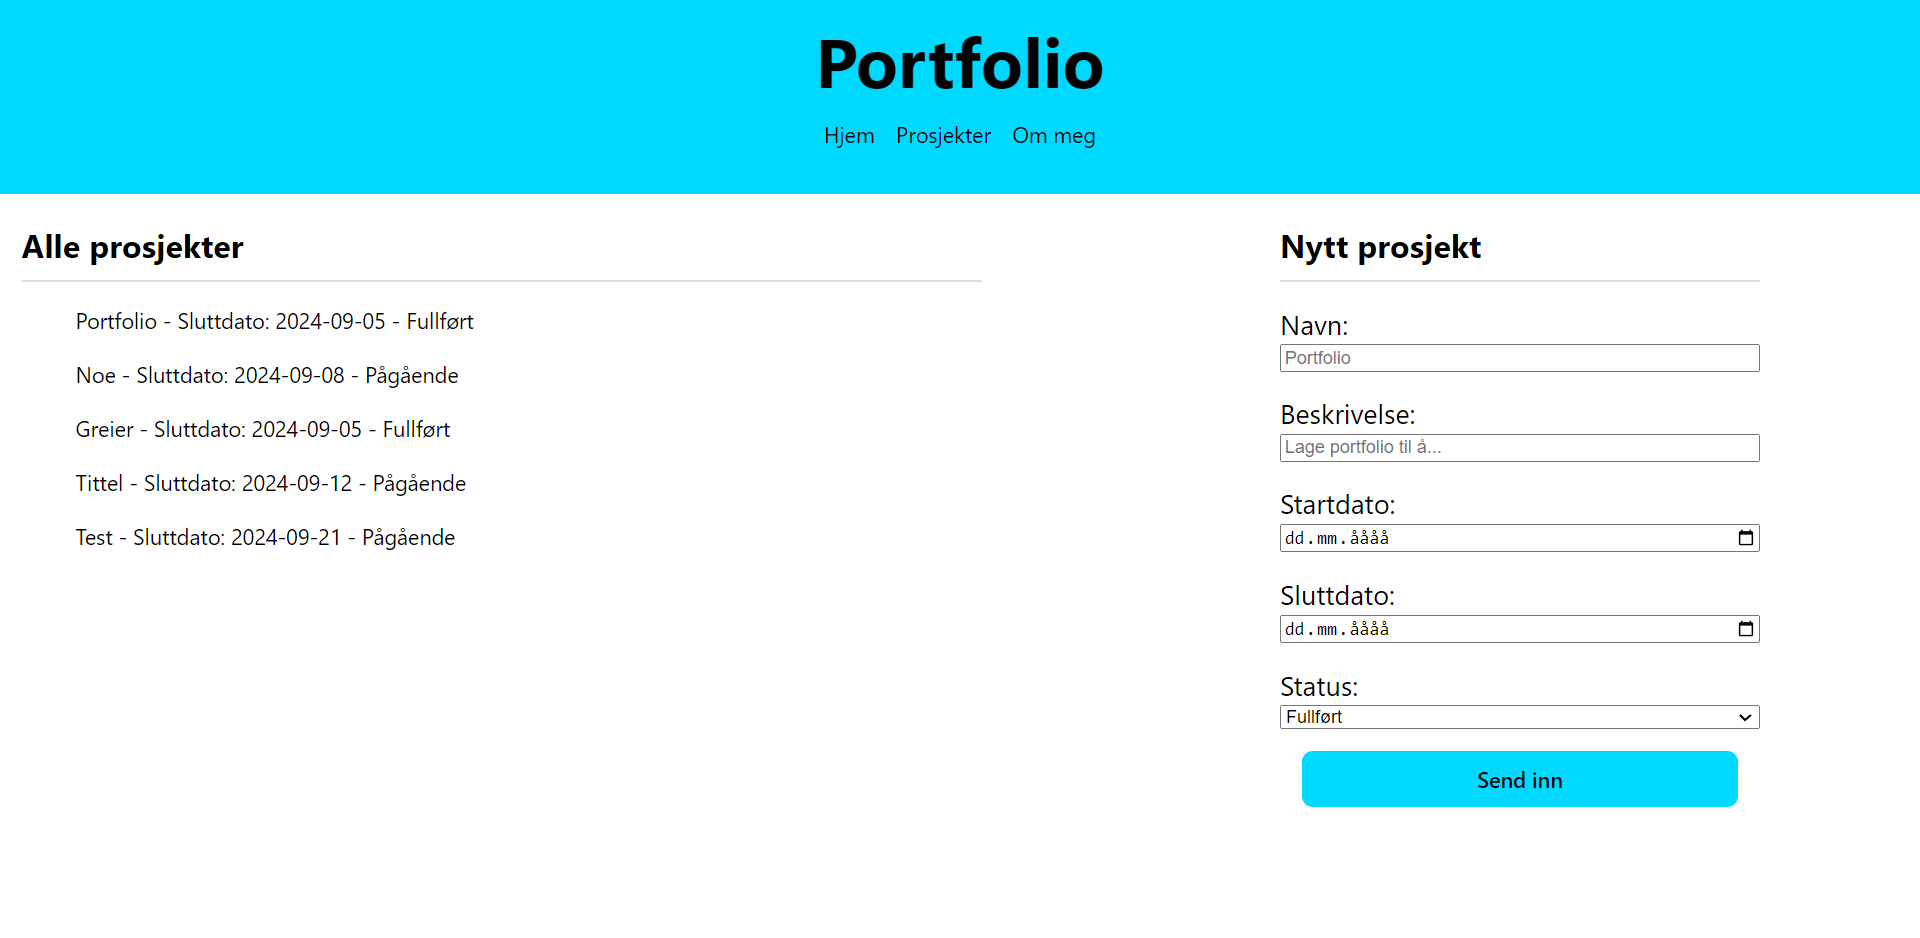 Portfolio
Hjem Prosjekter Om meg
Alle prosjekter
Portfolio - Sluttdato: 2024-09-05 - Fullført
Noe - Sluttdato: 2024-09-08 - Pågående
Greier - Sluttdato: 2024-09-05 - Fullført
Tittel - Sluttdato: 2024-09-12 - Pågående
Test - Sluttdato: 2024-09-21 - Pågående
Nytt prosjekt
Navn:
Portfolio
Beskrivelse:
Lage portfolio til å...
Startdato:
dd.mm.åååå
Sluttdato:
dd.mm.åååå
Status:
Fullført
Send inn